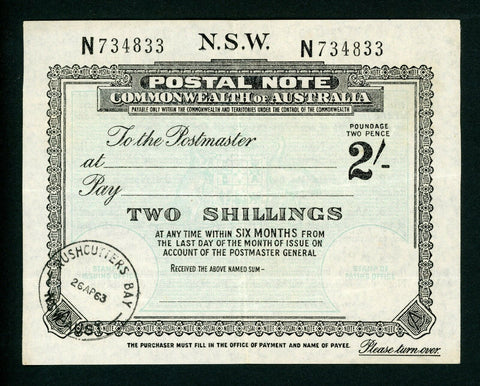 N734833 N.S.W. N734833
POSTAL NOTE
COMMONWEALTH OF AUSTRALIA
PAYABLE ONLY WITHIN THE COMMONWEALTH AND TERRITORIES UNDER THE CONTROL OF THE COMMONWEALTH
POUNDAGE
TWO PENCE
2/-
To the Postmaster
at
Pay
TWO SHILLINGS
AT ANY TIME WITHIN SIX MONTHS FROM
THE LAST DAY OF THE MONTH OF ISSUE ON
ACCOUNT OF THE POSTMASTER GENERAL
RECEIVED THE ABOVE NAMED SUM-
RUSHCUTTERS BAY
26AP63
THE PURCHASER MUST FILL IN THE OFFICE OF PAYMENT AND NAME OF PAYEE.
Please turn over.